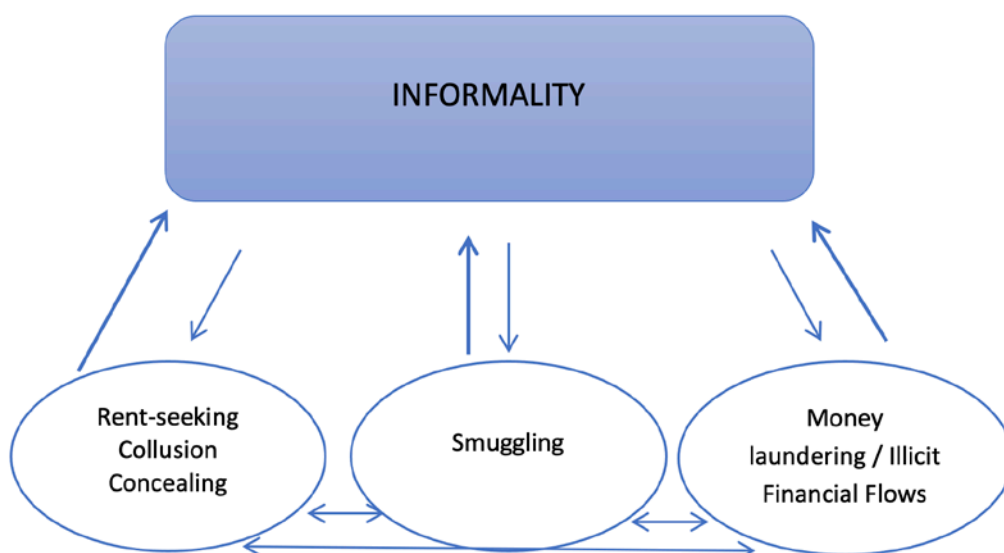 INFORMALITY
Rent-seeking
Collusion
Concealing
Smuggling
Money
laundering / Illicit
Financial Flows